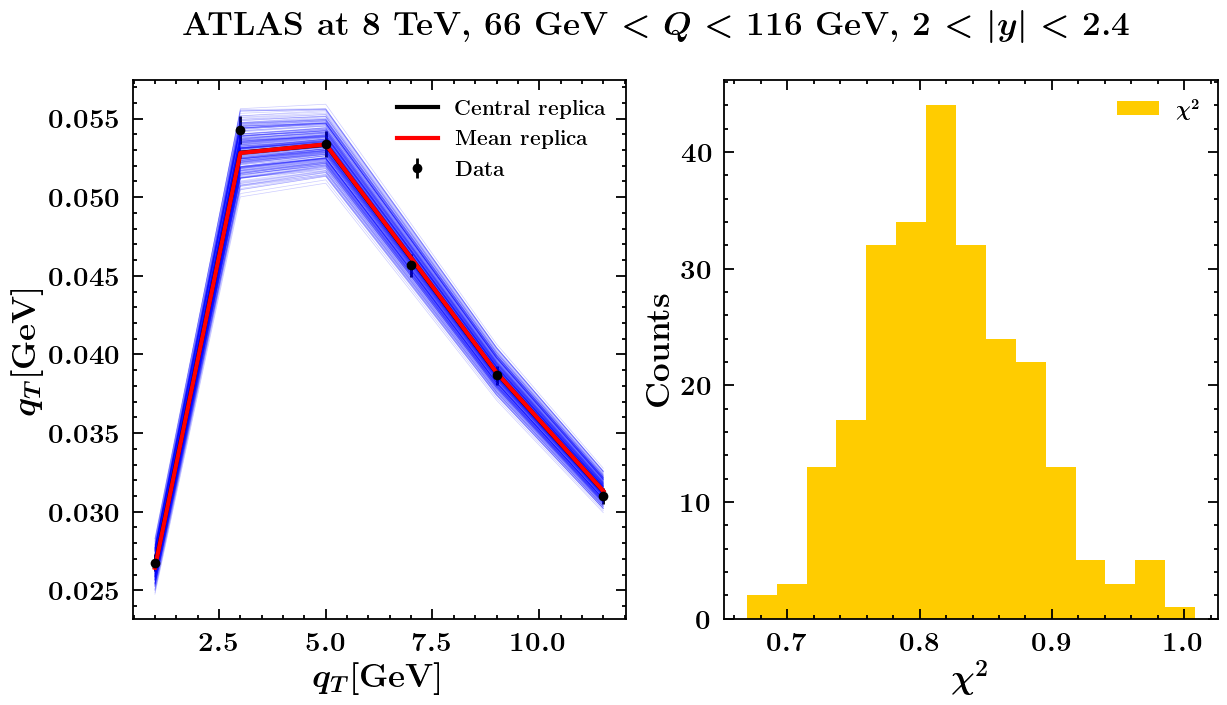 ATLAS at 8 TeV, 66 GeV < Q < 116 GeV, 2 < |y| < 2.4
q_T[GeV]
0.055
0.050
0.045
0.040
0.035
0.030
0.025
2.5 5.0 7.5 10.0
q_T[GeV]
Central replica
Mean replica
Data
Counts
40
30
20
10
0
0.7 0.8 0.9 1.0
χ²
χ²